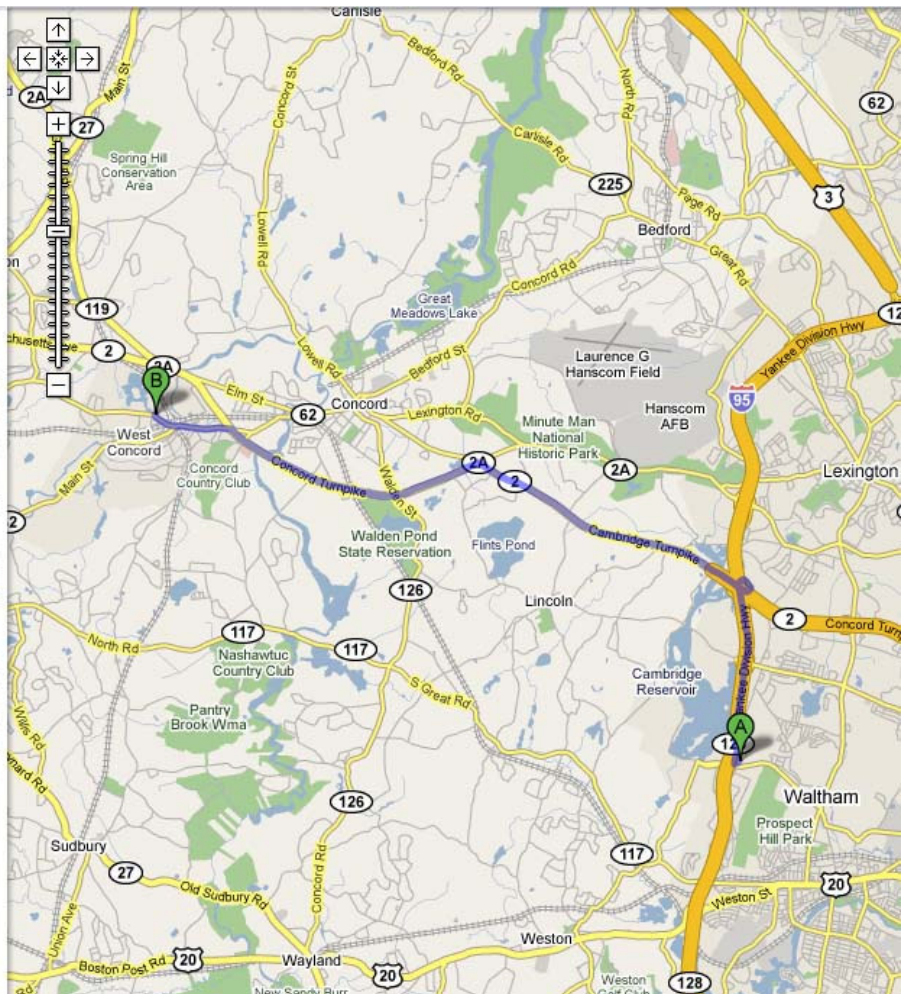 Carlisle
Main St
2A
27
Bedford Rd
Concord St
North Rd
62
Spring Hill
Conservation
Area
Carlisle Rd
225
Page Rd
3
Lowell Rd
Bedford
Great Rd
Concord Rd
Great
Meadows Lake
119
Yankee Division Hwy
2
2A
Bedford St
Laurence G
Hanscom Field
Lowell Rd
B
Elm St
95
62
Concord
Lexington Rd
Hanscom
AFB
West
Concord
Minute Man
National
Historic Park
2A
2A
Lexington
Main St
Concord
Country Club
Concord Turnpike
Walden St
2
Cambridge Turnpike
Walden Pond
State Reservation
Flints Pond
126
Lincoln
2
North Rd
117
117
Nashawtuc
Country Club
S Great Rd
Cambridge
Reservoir
Pantry
Brook Wma
Willis Rd
A
126
Waltham
Prospect
Hill Park
Sudbury
27
117
20
Old Sudbury Rd
Concord Rd
Weston St
Union Ave
Weston
Boston Post Rd
20
Wayland
20
128
Weston